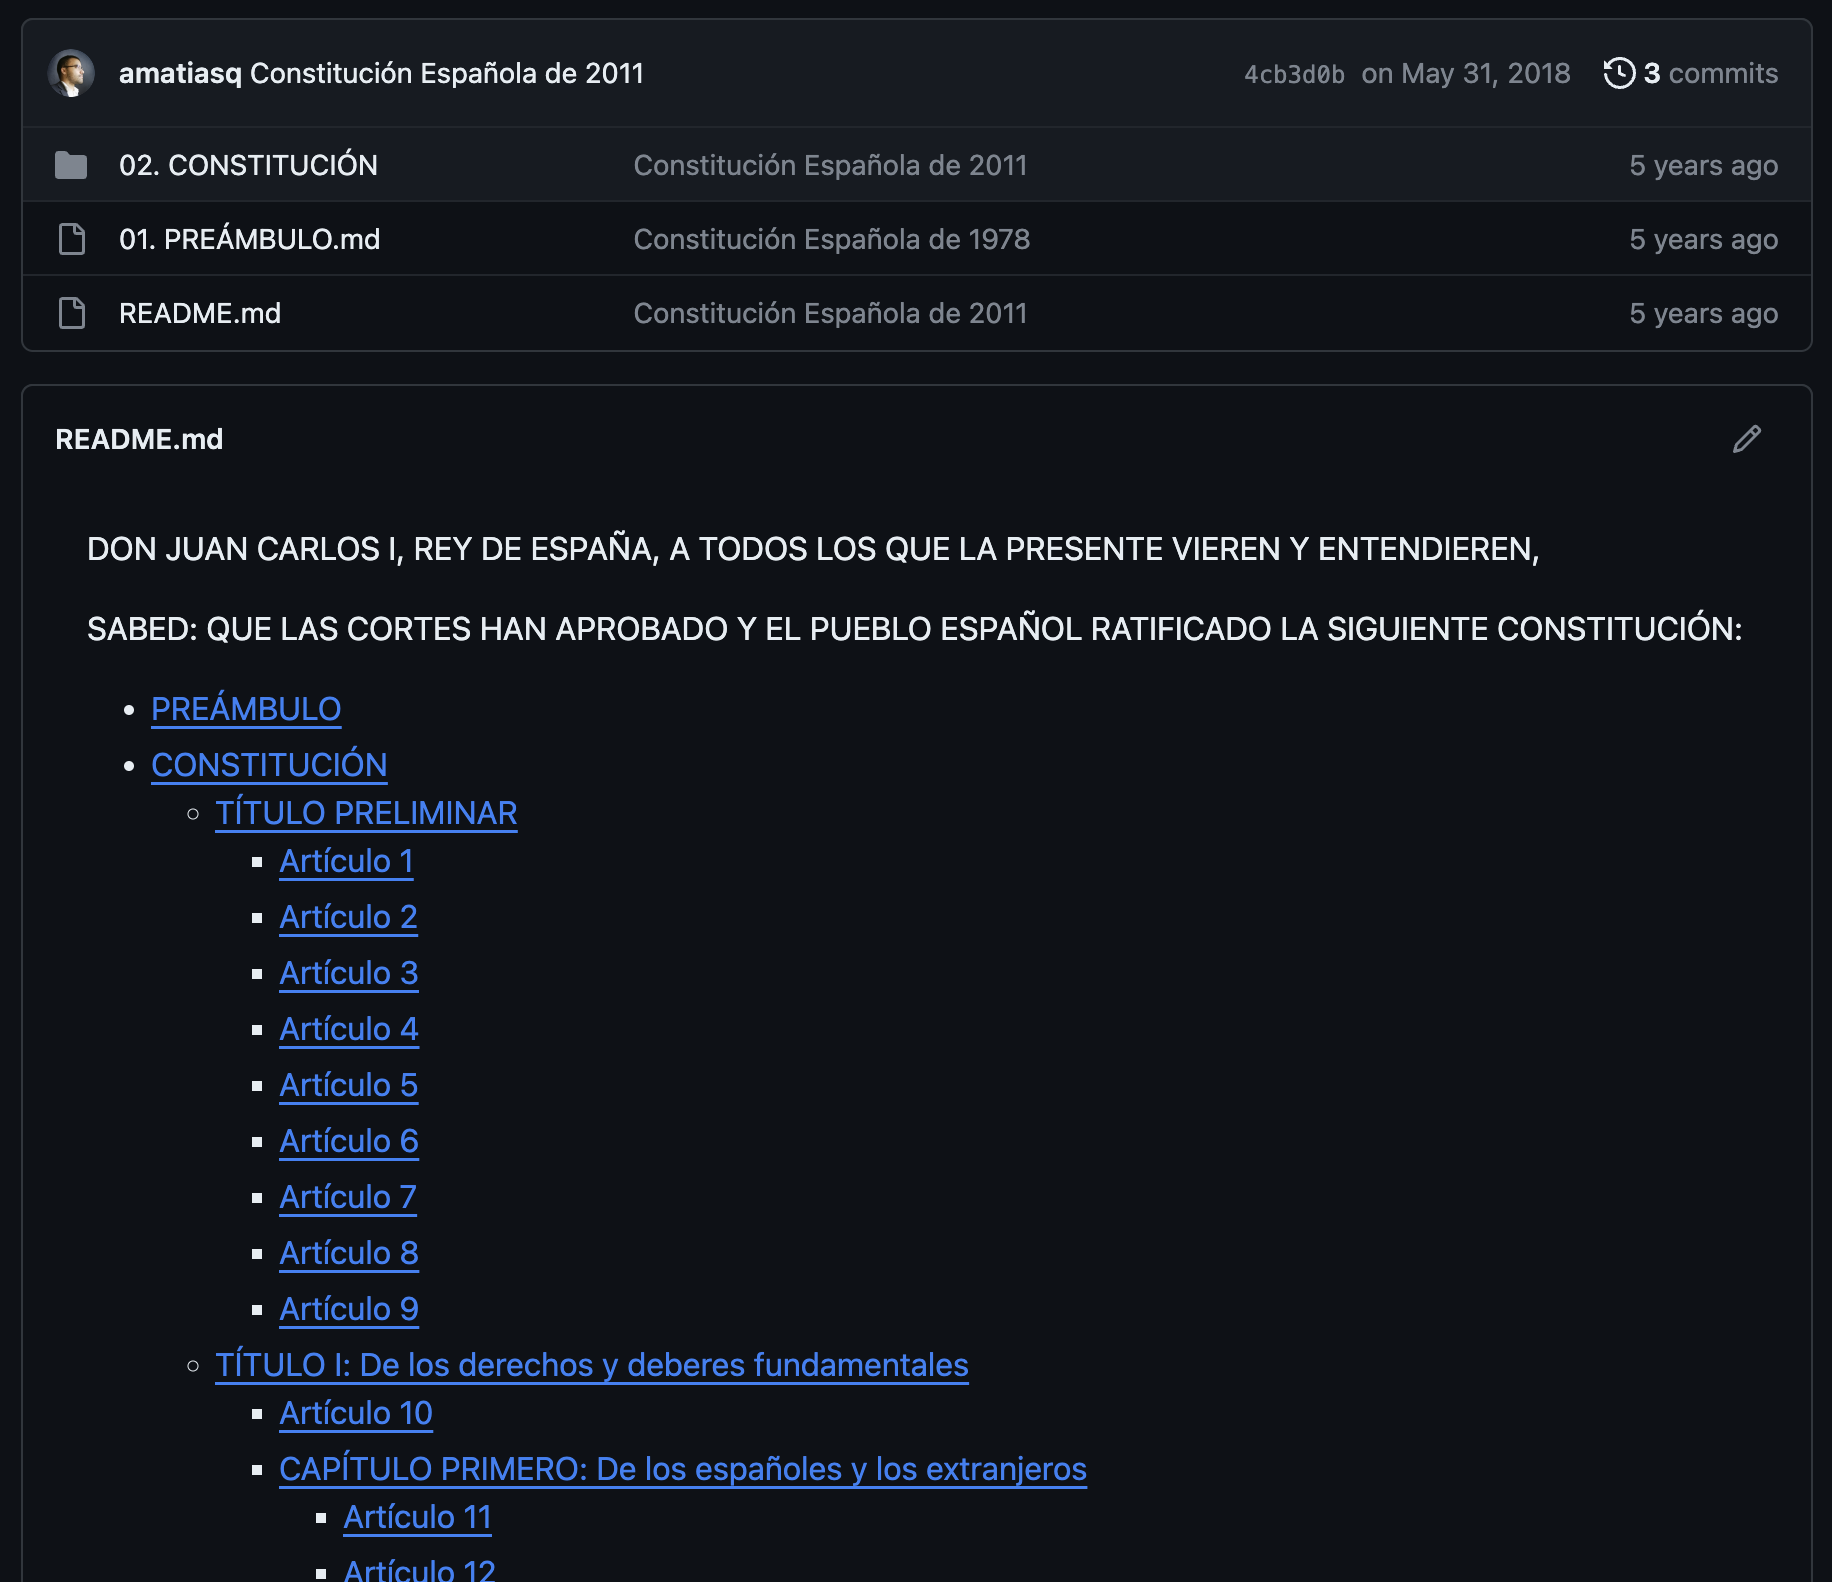 amatiasq Constitución Española de 2011 4cb3d0b on May 31, 2018 3 commits
02. CONSTITUCIÓN Constitución Española de 2011 5 years ago
01. PREÁMBULO.md Constitución Española de 1978 5 years ago
README.md Constitución Española de 2011 5 years ago
README.md
DON JUAN CARLOS I, REY DE ESPAÑA, A TODOS LOS QUE LA PRESENTE VIEREN Y ENTENDIEREN,
SABED: QUE LAS CORTES HAN APROBADO Y EL PUEBLO ESPAÑOL RATIFICADO LA SIGUIENTE CONSTITUCIÓN:
PREÁMBULO
CONSTITUCIÓN
TÍTULO PRELIMINAR
Artículo 1
Artículo 2
Artículo 3
Artículo 4
Artículo 5
Artículo 6
Artículo 7
Artículo 8
Artículo 9
TÍTULO I: De los derechos y deberes fundamentales
Artículo 10
CAPÍTULO PRIMERO: De los españoles y los extranjeros
Artículo 11
Artículo 12